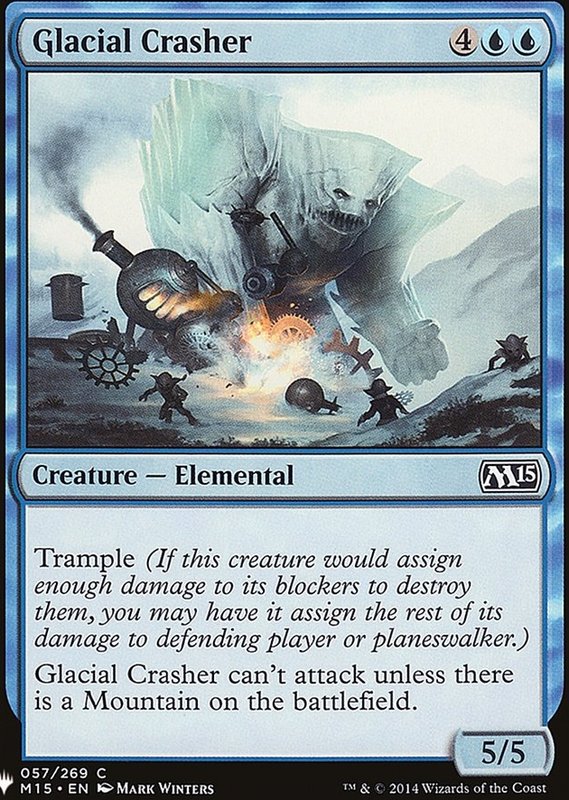 Glacial Crasher 4
Creature — Elemental M15
Trample (If this creature would assign
enough damage to its blockers to destroy
them, you may have it assign the rest of its
damage to defending player or planeswalker.)
Glacial Crasher can't attack unless there
is a Mountain on the battlefield.
5/5
057/269 C
M15 • EN Mark Winters ™ & © 2014 Wizards of the Coast